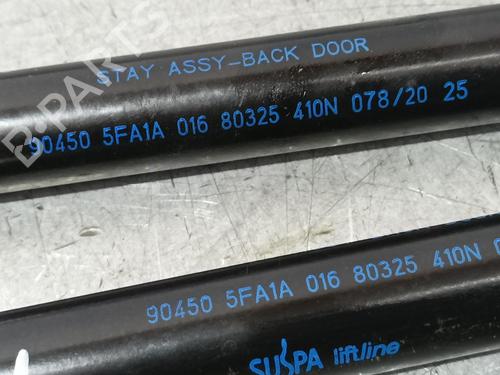 STAY ASSY-BACK DOOR
90450 5FA1A 016 80325 410N 078/20 25
90450 5FA1A 016 80325 410N
SUSPA liftline
B-PARTS